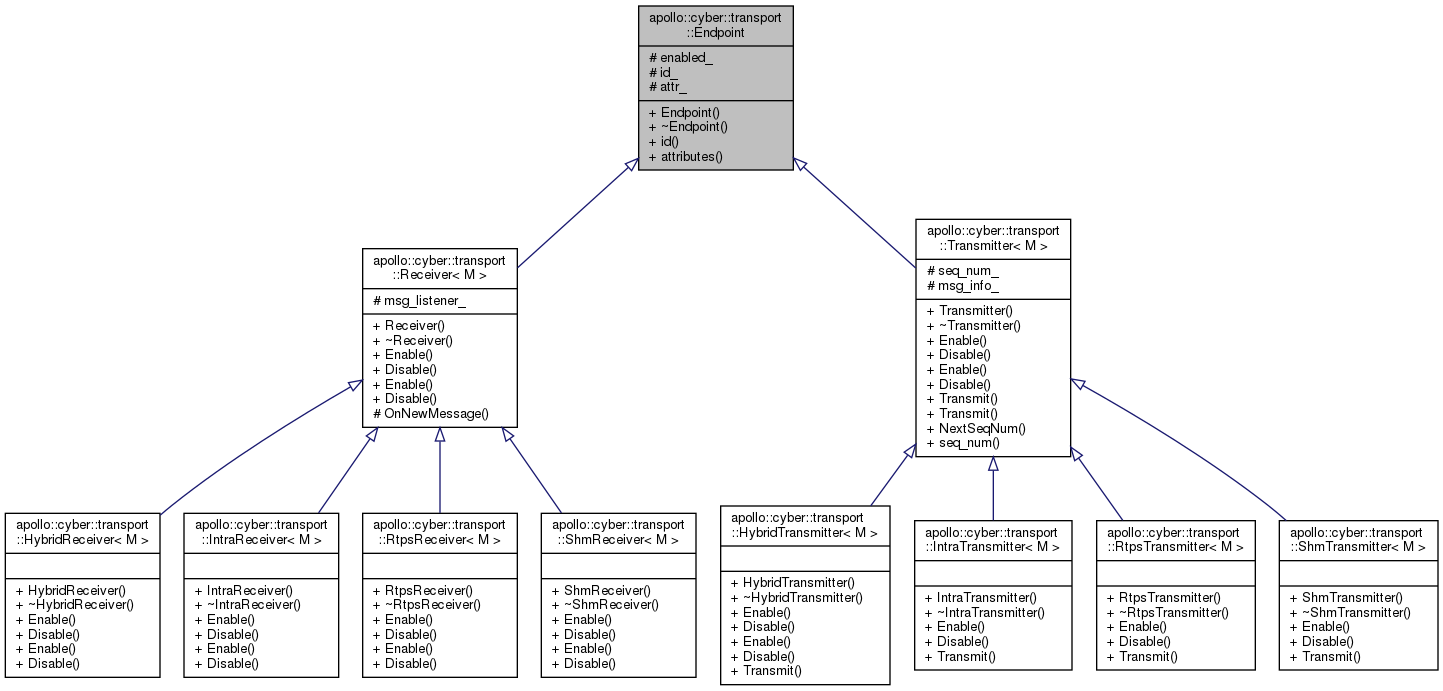 apollo::cyber::transport
::Endpoint
# enabled_
# id_
# attr_
+ Endpoint()
+ ~Endpoint()
+ id()
+ attributes()
apollo::cyber::transport
::Receiver< M >
# msg_listener_
+ Receiver()
+ ~Receiver()
+ Enable()
+ Disable()
+ Enable()
+ Disable()
# OnNewMessage()
apollo::cyber::transport
::Transmitter< M >
# seq_num_
# msg_info_
+ Transmitter()
+ ~Transmitter()
+ Enable()
+ Disable()
+ Enable()
+ Disable()
+ Transmit()
+ Transmit()
+ NextSeqNum()
+ seq_num()
apollo::cyber::transport
::HybridReceiver< M >
+ HybridReceiver()
+ ~HybridReceiver()
+ Enable()
+ Disable()
+ Enable()
+ Disable()
apollo::cyber::transport
::IntraReceiver< M >
+ IntraReceiver()
+ ~IntraReceiver()
+ Enable()
+ Disable()
+ Enable()
+ Disable()
apollo::cyber::transport
::RtpsReceiver< M >
+ RtpsReceiver()
+ ~RtpsReceiver()
+ Enable()
+ Disable()
+ Enable()
+ Disable()
apollo::cyber::transport
::ShmReceiver< M >
+ ShmReceiver()
+ ~ShmReceiver()
+ Enable()
+ Disable()
+ Enable()
+ Disable()
apollo::cyber::transport
::HybridTransmitter< M >
+ HybridTransmitter()
+ ~HybridTransmitter()
+ Enable()
+ Disable()
+ Enable()
+ Disable()
+ Transmit()
apollo::cyber::transport
::IntraTransmitter< M >
+ IntraTransmitter()
+ ~IntraTransmitter()
+ Enable()
+ Disable()
+ Transmit()
apollo::cyber::transport
::RtpsTransmitter< M >
+ RtpsTransmitter()
+ ~RtpsTransmitter()
+ Enable()
+ Disable()
+ Transmit()
apollo::cyber::transport
::ShmTransmitter< M >
+ ShmTransmitter()
+ ~ShmTransmitter()
+ Enable()
+ Disable()
+ Transmit()